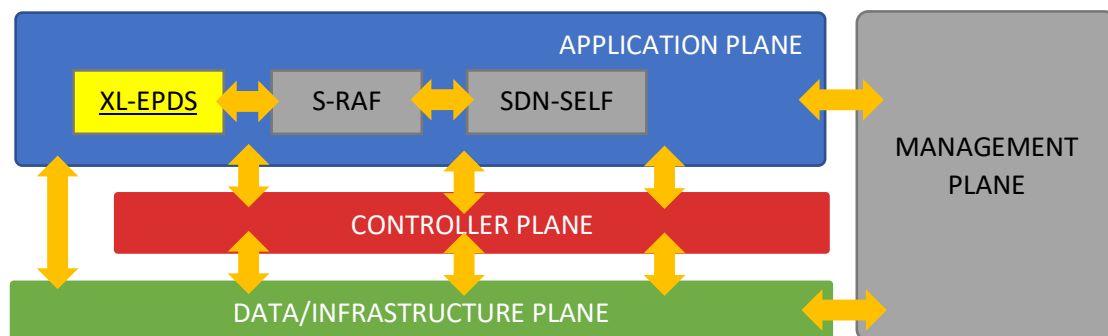 APPLICATION PLANE
XL-EPDS
S-RAF
SDN-SELF
MANAGEMENT
PLANE
CONTROLLER PLANE
DATA/INFRASTRUCTURE PLANE